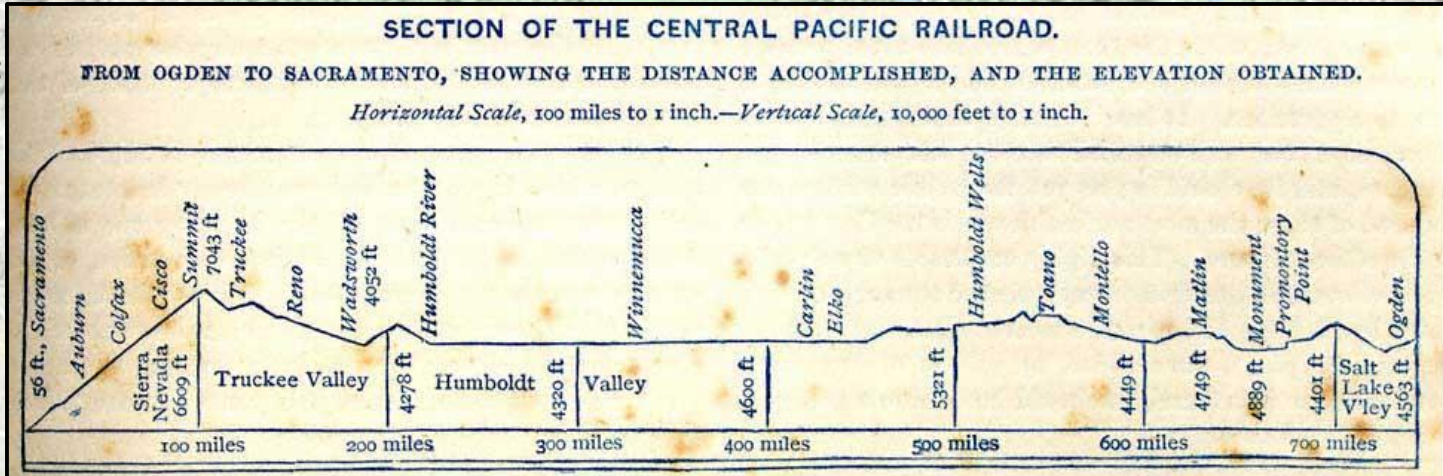 SECTION OF THE CENTRAL PACIFIC RAILROAD.
FROM OGDEN TO SACRAMENTO, SHOWING THE DISTANCE ACCOMPLISHED, AND THE ELEVATION OBTAINED.
Horizontal Scale, 100 miles to 1 inch.—Vertical Scale, 10,000 feet to 1 inch.
56 ft., Sacramento
Auburn
Colfax
Cisco
Summit
7043 ft
Truckee
Reno
Wadsworth
4052 ft
Humboldt River
Winnemucca
Carlin
Elko
Humboldt Wells
Toano
Montello
Matlin
Monument
Promontory
Point
Ogden
Sierra
Nevada
6609 ft
Truckee Valley
4278 ft
Humboldt
4320 ft
Valley
4600 ft
5321 ft
4449 ft
4749 ft
4889 ft
4491 ft
Salt
Lake
V'ley
4563 ft
100 miles
200 miles
300 miles
400 miles
500 miles
600 miles
700 miles